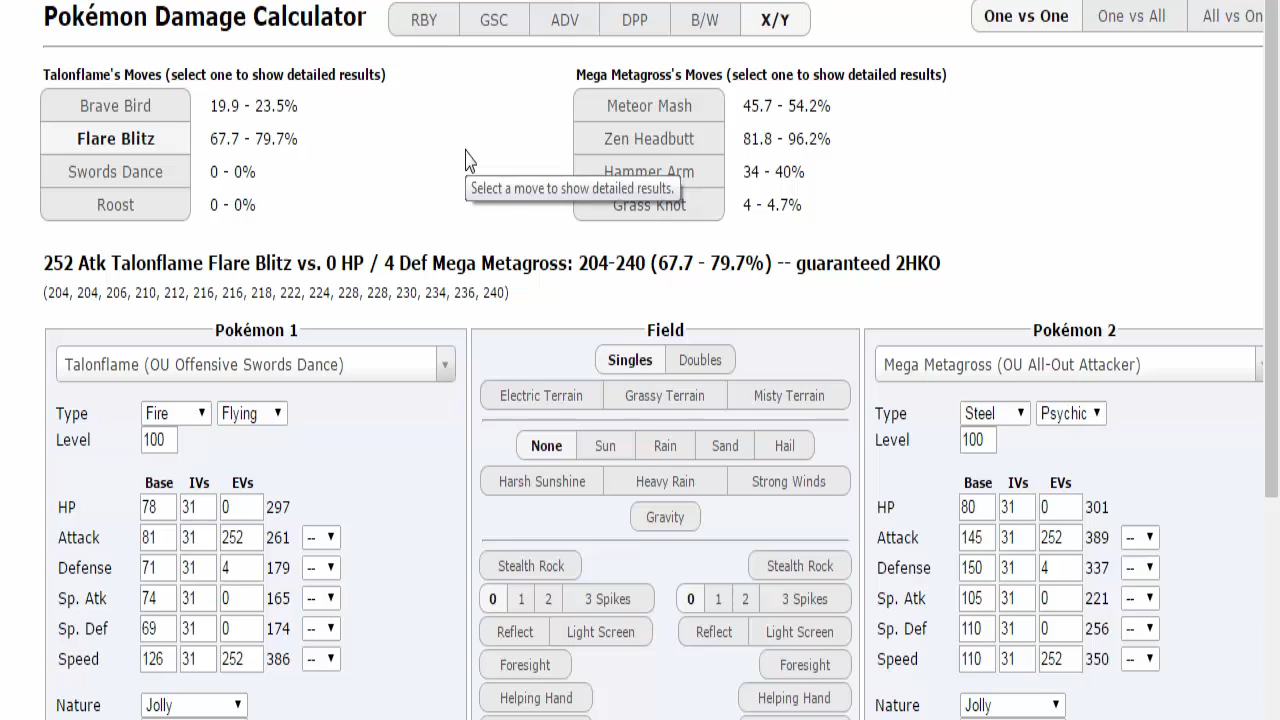 Pokémon Damage Calculator RBY GSC ADV DPP B/W X/Y One vs One One vs All All vs On
Talonflame's Moves (select one to show detailed results) Mega Metagross's Moves (select one to show detailed results)
Brave Bird 19.9 - 23.5% Meteor Mash 45.7 - 54.2%
Flare Blitz 67.7 - 79.7% Zen Headbutt 81.8 - 96.2%
Swords Dance 0 - 0% Hammer Arm 34 - 40%
Select a move to show detailed results.
Roost 0 - 0% Grass Knot 4 - 4.7%
252 Atk Talonflame Flare Blitz vs. 0 HP / 4 Def Mega Metagross: 204-240 (67.7 - 79.7%) -- guaranteed 2HKO
(204, 204, 206, 210, 212, 216, 216, 218, 222, 224, 228, 228, 230, 234, 236, 240)
Pokémon 1 Field Pokémon 2
Talonflame (OU Offensive Swords Dance) Singles Doubles Mega Metagross (OU All-Out Attacker)
Electric Terrain Grassy Terrain Misty Terrain
Type Fire Flying Type Steel Psychic
Level 100 None Sun Rain Sand Hail Level 100
Base IVs EVs Harsh Sunshine Heavy Rain Strong Winds Base IVs EVs
HP 78 31 0 297 Gravity HP 80 31 0 301
Attack 81 31 252 261 -- Attack 145 31 252 389 --
Defense 71 31 4 179 -- Stealth Rock Stealth Rock Defense 150 31 4 337 --
Sp. Atk 74 31 0 165 -- 0 1 2 3 Spikes 0 1 2 3 Spikes Sp. Atk 105 31 0 221 --
Sp. Def 69 31 0 174 -- Reflect Light Screen Reflect Light Screen Sp. Def 110 31 0 256 --
Speed 126 31 252 386 -- Foresight Foresight Speed 110 31 252 350 --
Nature Jolly Helping Hand Helping Hand Nature Jolly